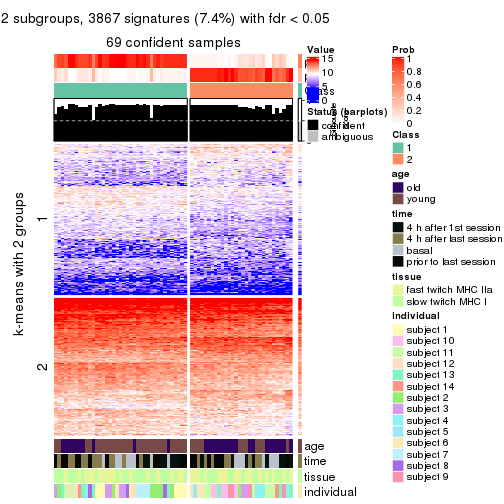 2 subgroups, 3867 signatures (7.4%) with fdr < 0.05
69 confident samples
k-means with 2 groups
1
2
age
time
tissue
individual
Value
15
10
5
0
Status (barplots)
confident
ambiguous
Prob
1
0.8
0.6
0.4
0.2
0
Class
1
2
age
old
young
time
4 h after 1st session
4 h after last session
basal
prior to last session
tissue
fast twitch MHC IIa
slow twitch MHC I
individual
subject 1
subject 10
subject 11
subject 12
subject 13
subject 14
subject 2
subject 3
subject 4
subject 5
subject 6
subject 7
subject 8
subject 9